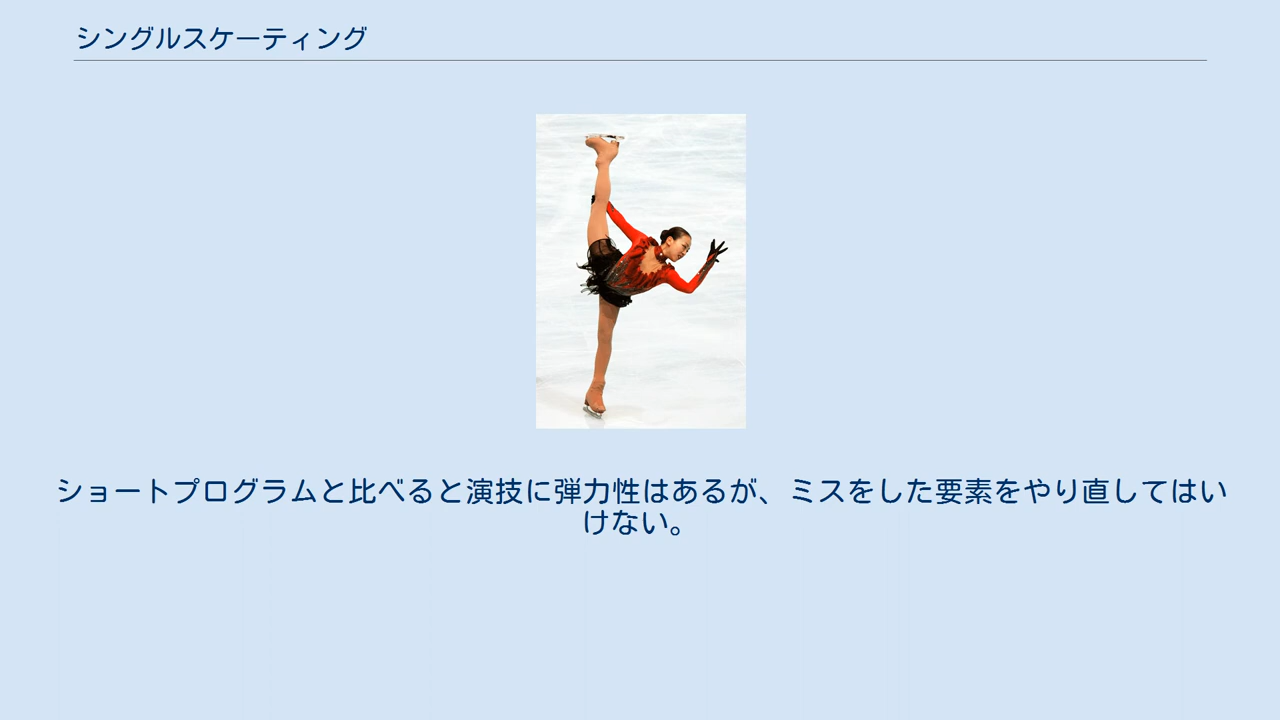 シングルスケーティング
ショートプログラムと比べると演技に弾力性はあるが、ミスをした要素をやり直してはい
けない。